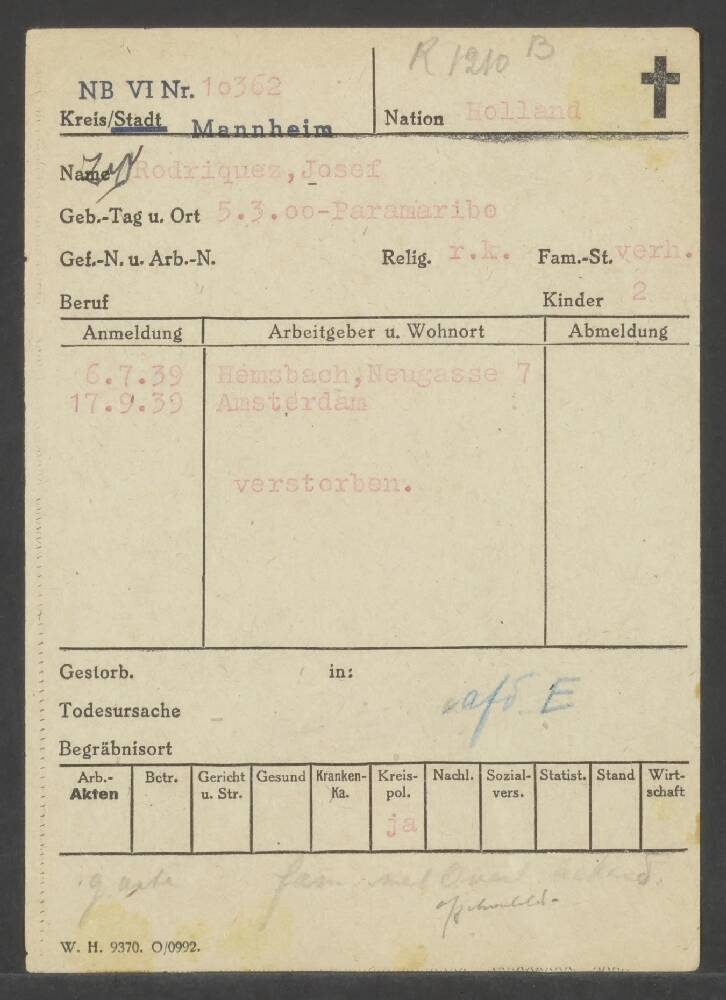 R 1210 B
NB VI Nr. 10362
Kreis/Stadt Mannheim
Nation Holland
Name Rodriquez, Josef
Geb.-Tag u. Ort 5.3.00-Paramaribo
Gef.-N. u. Arb.-N. Relig. r.k. Fam.-St. verh.
Beruf Kinder 2
Anmeldung Arbeitgeber u. Wohnort Abmeldung
6.7.39 Hemsbach, Neugasse 7
17.9.39 Amsterdam
verstorben.
Gestorb. in:
Todesursache
afd E
Begräbnisort
Arb.-Akten Betr. Gericht u. Str. Gesund Kranken-Ka. Kreis-pol. Nachl. Sozial-vers. Statist. Stand Wirt-schaft
ja
W. H. 9370. O/0992.